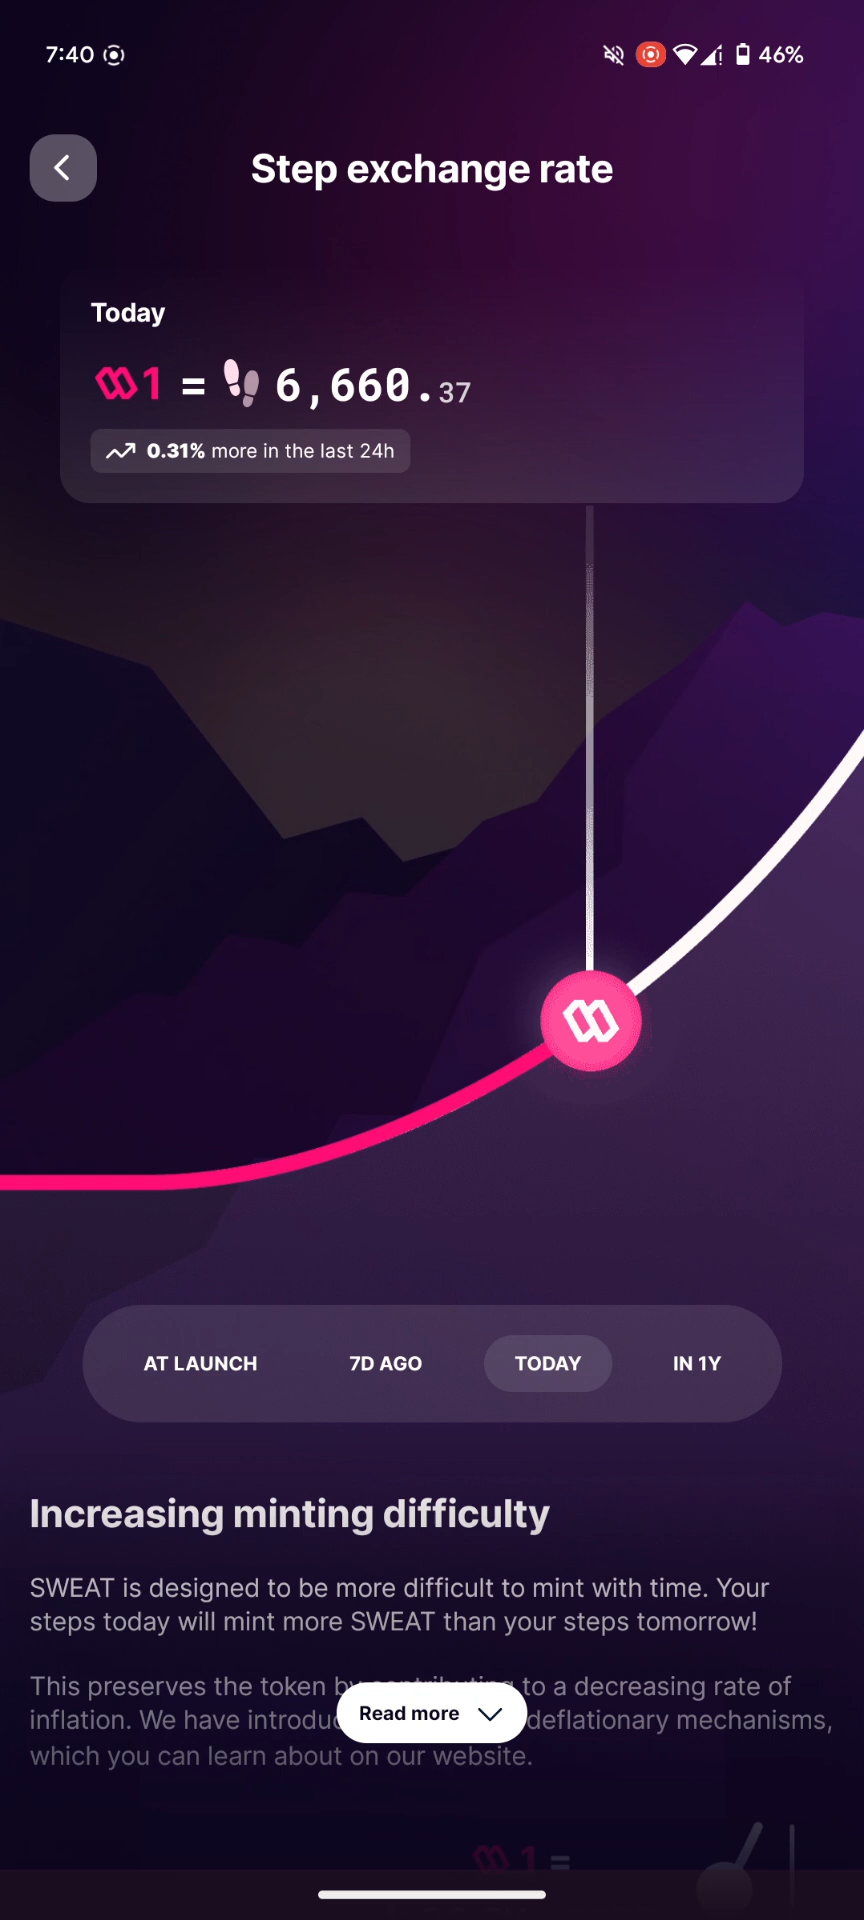 7:40
46%
Step exchange rate
Today
1 = 6,660.37
0.31% more in the last 24h
AT LAUNCH
7D AGO
TODAY
IN 1Y
Increasing minting difficulty
SWEAT is designed to be more difficult to mint with time. Your
steps today will mint more SWEAT than your steps tomorrow!
This preserves the token by contributing to a decreasing rate of
inflation. We have deflationary mechanisms,
Read more
which you can learn about on our website.
1 =